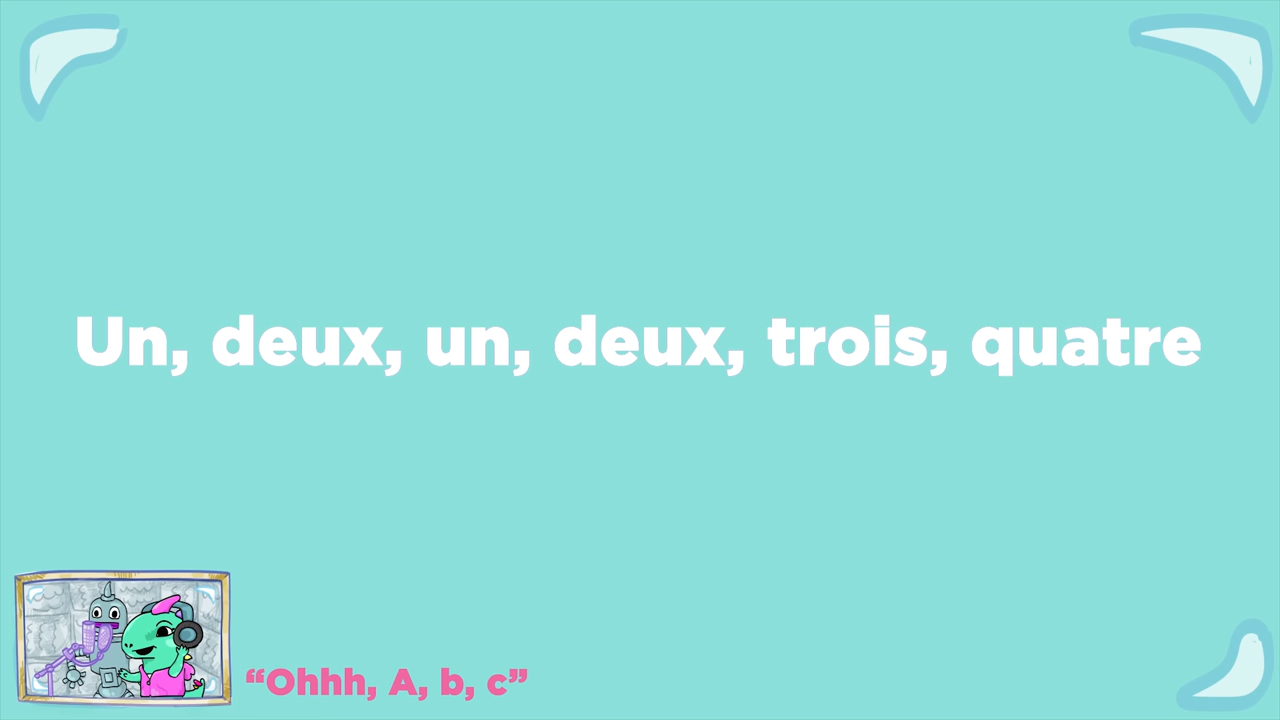 Un, deux, un, deux, trois, quatre
“Ohhh, A, b, c”